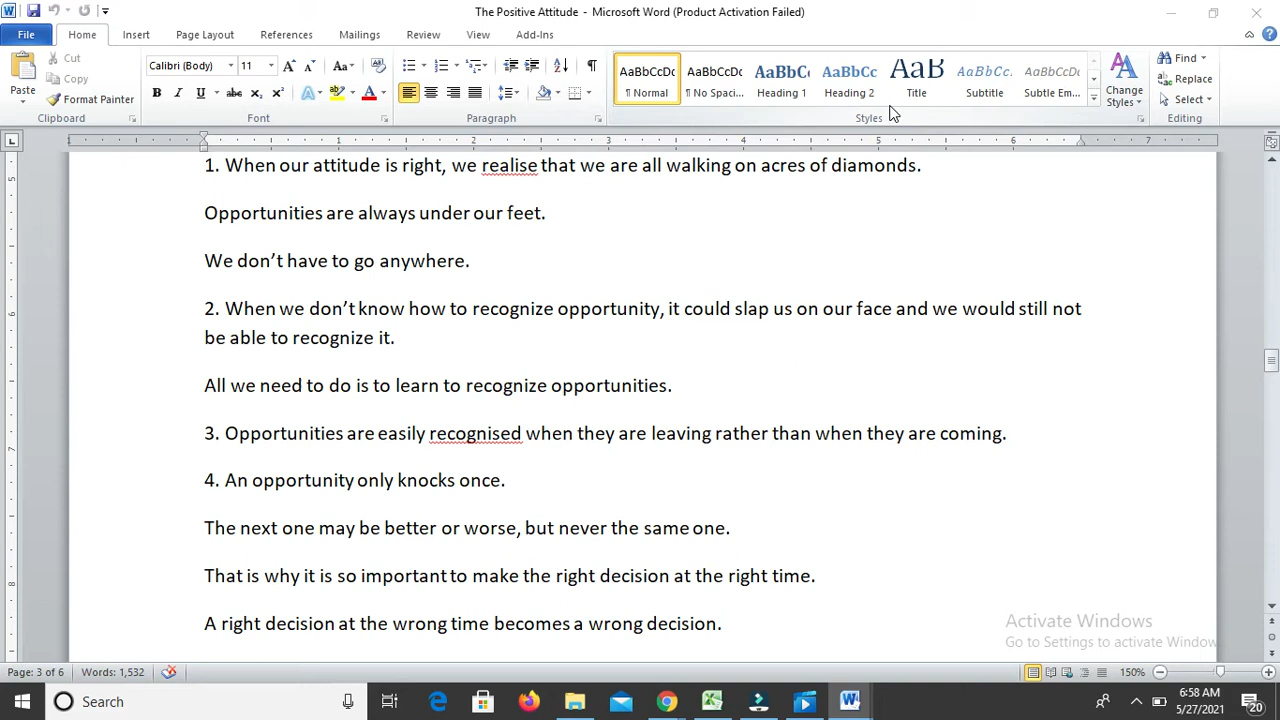 The Positive Attitude - Microsoft Word (Product Activation Failed)
File Home Insert Page Layout References Mailings Review View Add-Ins
Paste
Cut
Copy
Format Painter
Clipboard
Calibri (Body) 11
Font
Paragraph
AaBbCcDc AaBbCcDc AaBbCc AaBbCc AaB AaBbCc. AaBbCcDc
¶ Normal ¶ No Spaci... Heading 1 Heading 2 Title Subtitle Subtle Em...
Change Styles
Styles
Find
Replace
Select
Editing
1 2 3 4 5 6 7
1. When our attitude is right, we realise that we are all walking on acres of diamonds.
Opportunities are always under our feet.
We don’t have to go anywhere.
2. When we don’t know how to recognize opportunity, it could slap us on our face and we would still not
be able to recognize it.
All we need to do is to learn to recognize opportunities.
3. Opportunities are easily recognised when they are leaving rather than when they are coming.
4. An opportunity only knocks once.
The next one may be better or worse, but never the same one.
That is why it is so important to make the right decision at the right time.
A right decision at the wrong time becomes a wrong decision.
Activate Windows
Go to Settings to activate Windows
Page: 3 of 6 Words: 1,532 150%
Search
6:58 AM
5/27/2021
20